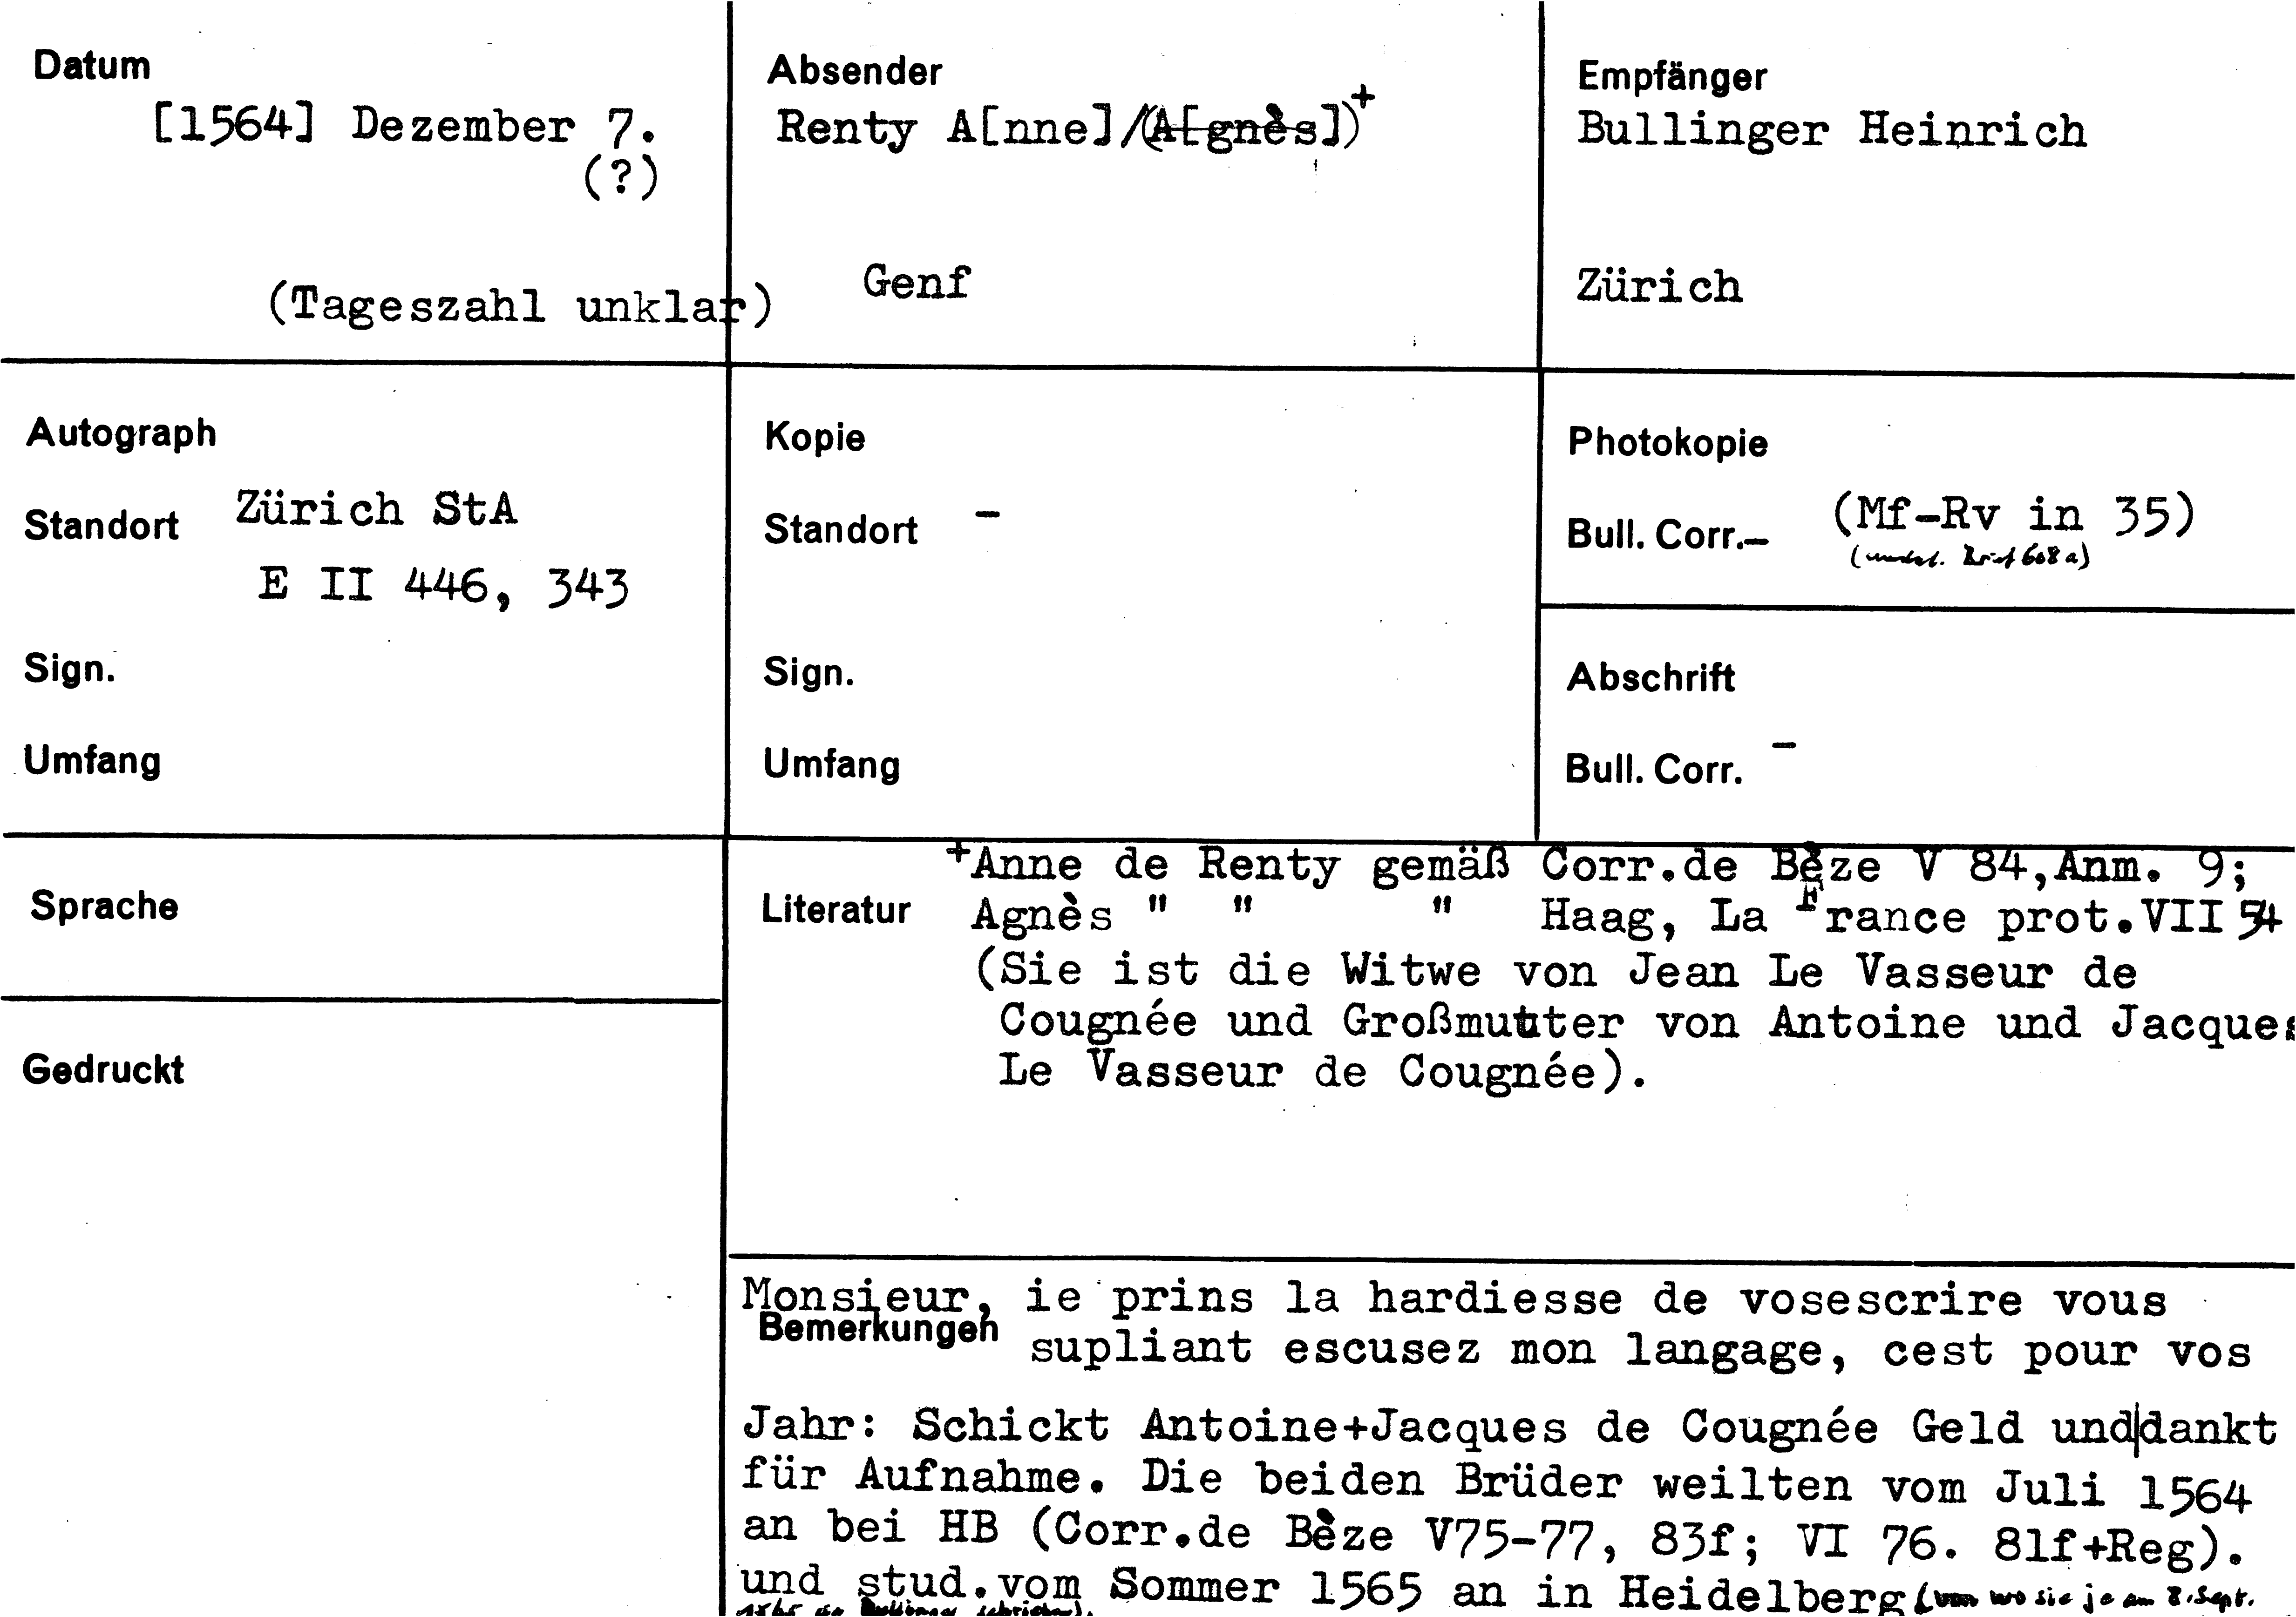 Datum
[1564] Dezember 7.
(?)
(Tageszahl unklar)
Absender
Renty A[nne]/(A[gnès])+
Genf
Empfänger
Bullinger Heinrich
Zürich
Autograph
Standort Zürich StA
E II 446, 343
Sign.
Umfang
Kopie
Standort -
Sign.
Umfang
Photokopie
Bull. Corr.- (Mf-Rv in 35)
Brief 608 a)
Abschrift
Bull. Corr. -
Sprache
Gedruckt
+Anne de Renty gemäß Corr.de Bèze V 84,Anm. 9;
Literatur Agnès " " " Haag, La France prot.VII 54
(Sie ist die Witwe von Jean Le Vasseur de
Cougnée und Großmutter von Antoine und Jacques
Le Vasseur de Cougnée).
Monsieur, ie prins la hardiesse de vosescrire vous
Bemerkungen supliant escusez mon langage, cest pour vos
Jahr: Schickt Antoine+Jacques de Cougnée Geld und|dankt
für Aufnahme. Die beiden Brüder weilten vom Juli 1564
an bei HB (Corr.de Bèze V75-77, 83f; VI 76. 81f+Reg).
und stud.vom Sommer 1565 an in Heidelberg (von wo sie je am 8. Sept.
1565 an Bullinger schrieben).